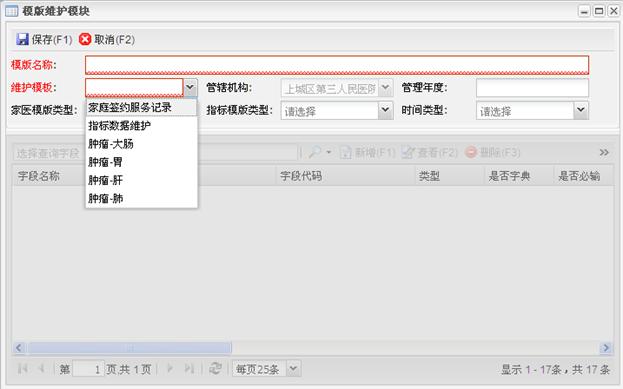 模版维护模块
保存(F1) 取消(F2)
模版名称:
维护模板: 管辖机构: 上城区第三人民医院 管理年度:
家医模版类型: 指标模版类型: 请选择 时间类型: 请选择
家庭签约服务记录
指标数据维护
肿瘤-大肠
肿瘤-胃
肿瘤-肝
肿瘤-肺
选择查询字段 新增(F1) 查看(F2) 删除(F3)
字段名称 字段代码 类型 是否字典 是否必输
第 1 页,共 1 页 每页25条 显示 1 - 17条，共 17 条